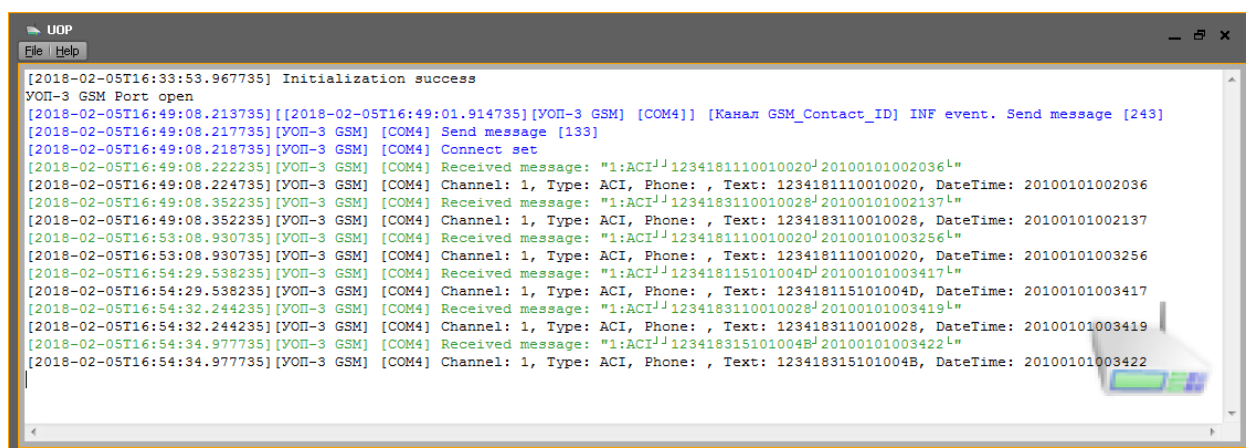 UOP
File Help
[2018-02-05T16:33:53.967735] Initialization success
УОП-3 GSM Port open
[2018-02-05T16:49:08.213735][[2018-02-05T16:49:01.914735][УОП-3 GSM] [COM4]] [Канал GSM_Contact_ID] INF event. Send message [243]
[2018-02-05T16:49:08.217735][УОП-3 GSM] [COM4] Send message [133]
[2018-02-05T16:49:08.218735][УОП-3 GSM] [COM4] Connect set
[2018-02-05T16:49:08.222235][УОП-3 GSM] [COM4] Received message: "1:ACI┘┘1234181110010020┘20100101002036└"
[2018-02-05T16:49:08.224735][УОП-3 GSM] [COM4] Channel: 1, Type: ACI, Phone: , Text: 1234181110010020, DateTime: 20100101002036
[2018-02-05T16:49:08.352235][УОП-3 GSM] [COM4] Received message: "1:ACI┘┘1234183110010028┘20100101002137└"
[2018-02-05T16:49:08.352235][УОП-3 GSM] [COM4] Channel: 1, Type: ACI, Phone: , Text: 1234183110010028, DateTime: 20100101002137
[2018-02-05T16:53:08.930735][УОП-3 GSM] [COM4] Received message: "1:ACI┘┘1234181110010020┘20100101003256└"
[2018-02-05T16:53:08.930735][УОП-3 GSM] [COM4] Channel: 1, Type: ACI, Phone: , Text: 1234181110010020, DateTime: 20100101003256
[2018-02-05T16:54:29.538235][УОП-3 GSM] [COM4] Received message: "1:ACI┘┘123418115101004D┘20100101003417└"
[2018-02-05T16:54:29.538235][УОП-3 GSM] [COM4] Channel: 1, Type: ACI, Phone: , Text: 123418115101004D, DateTime: 20100101003417
[2018-02-05T16:54:32.244235][УОП-3 GSM] [COM4] Received message: "1:ACI┘┘1234183110010028┘20100101003419└"
[2018-02-05T16:54:32.244235][УОП-3 GSM] [COM4] Channel: 1, Type: ACI, Phone: , Text: 1234183110010028, DateTime: 20100101003419
[2018-02-05T16:54:34.977735][УОП-3 GSM] [COM4] Received message: "1:ACI┘┘123418315101004B┘20100101003422└"
[2018-02-05T16:54:34.977735][УОП-3 GSM] [COM4] Channel: 1, Type: ACI, Phone: , Text: 123418315101004B, DateTime: 20100101003422